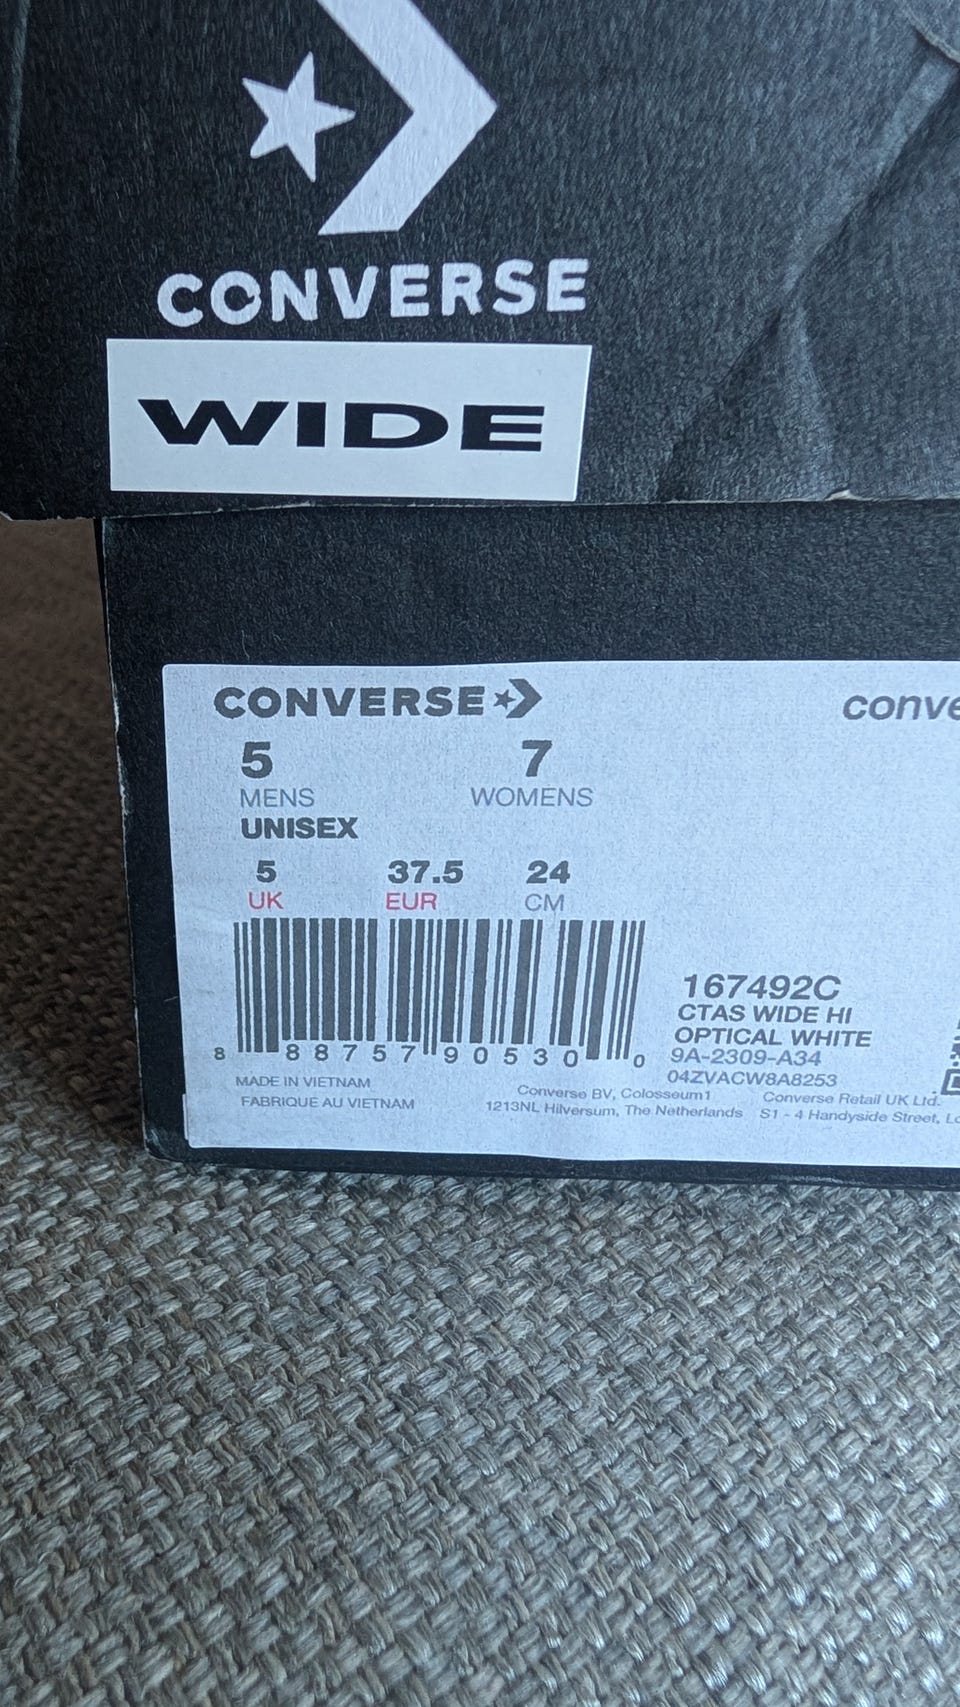 CONVERSE
WIDE
CONVERSE
5 7
MENS WOMENS
UNISEX
5 37.5 24
UK EUR CM
8 88757 90530 0
167492C
CTAS WIDE HI
OPTICAL WHITE
9A-2309-A34
04ZVACW8A8253
MADE IN VIETNAM
FABRIQUE AU VIETNAM
Converse BV, Colosseum1
1213NL Hilversum, The Netherlands
Converse Retail UK Ltd.
S1 - 4 Handyside Street,